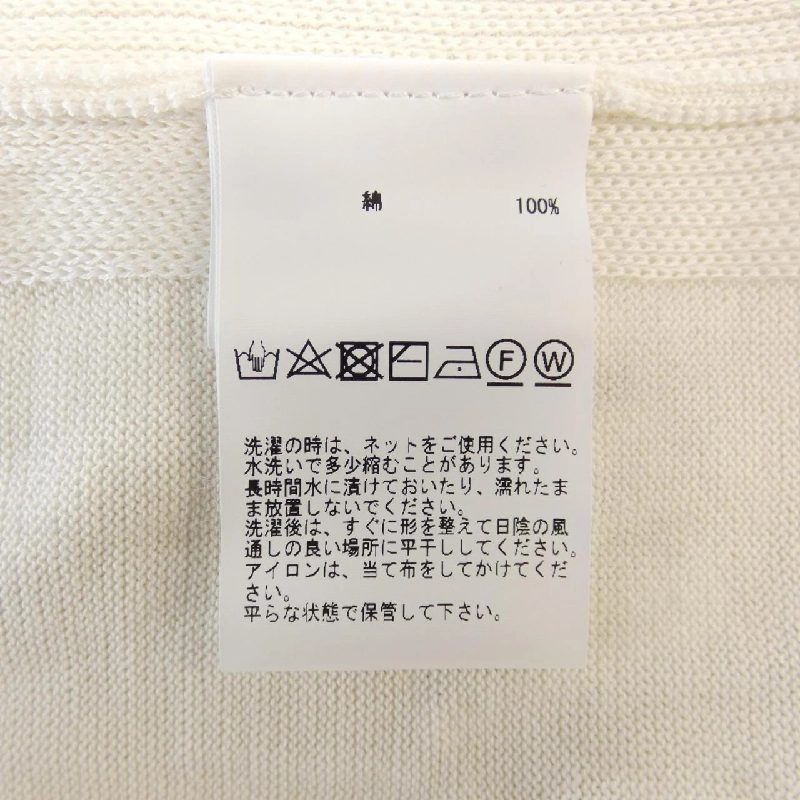 綿 100%
F W
洗濯の時は、ネットをご使用ください。
水洗いで多少縮むことがあります。
長時間水に漬けておいたり、濡れたま
ま放置しないでください。
洗濯後は、すぐに形を整えて日陰の風
通しの良い場所に平干ししてください。
アイロンは、当て布をしてかけてくだ
さい。
平らな状態で保管して下さい。